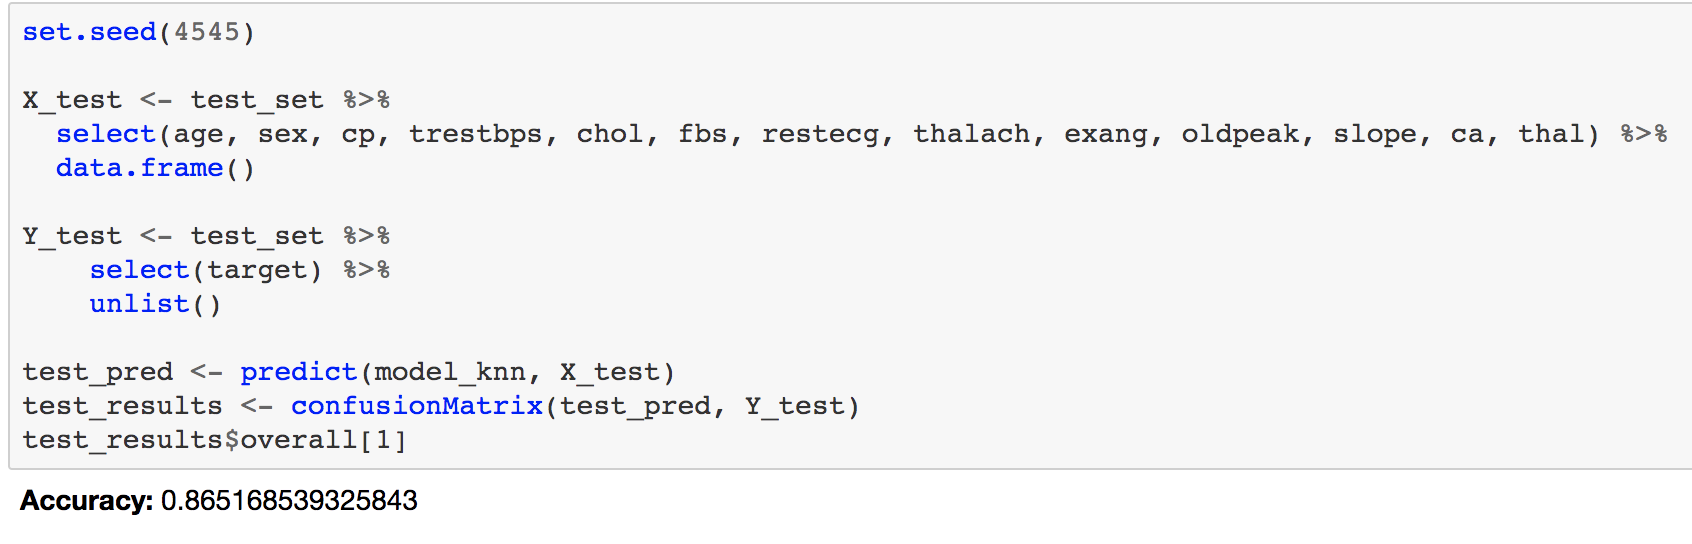 set.seed(4545)
X_test <- test_set %>%
  select(age, sex, cp, trestbps, chol, fbs, restecg, thalach, exang, oldpeak, slope, ca, thal) %>%
  data.frame()
Y_test <- test_set %>%
    select(target) %>%
    unlist()
test_pred <- predict(model_knn, X_test)
test_results <- confusionMatrix(test_pred, Y_test)
test_results$overall[1]
Accuracy: 0.865168539325843